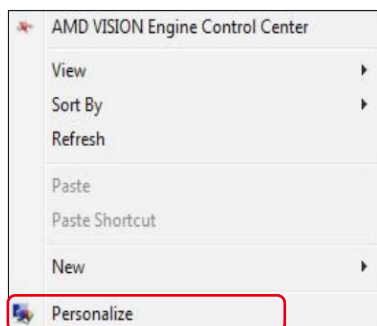 AMD VISION Engine Control Center
View
Sort By
Refresh
Paste
Paste Shortcut
New
Personalize